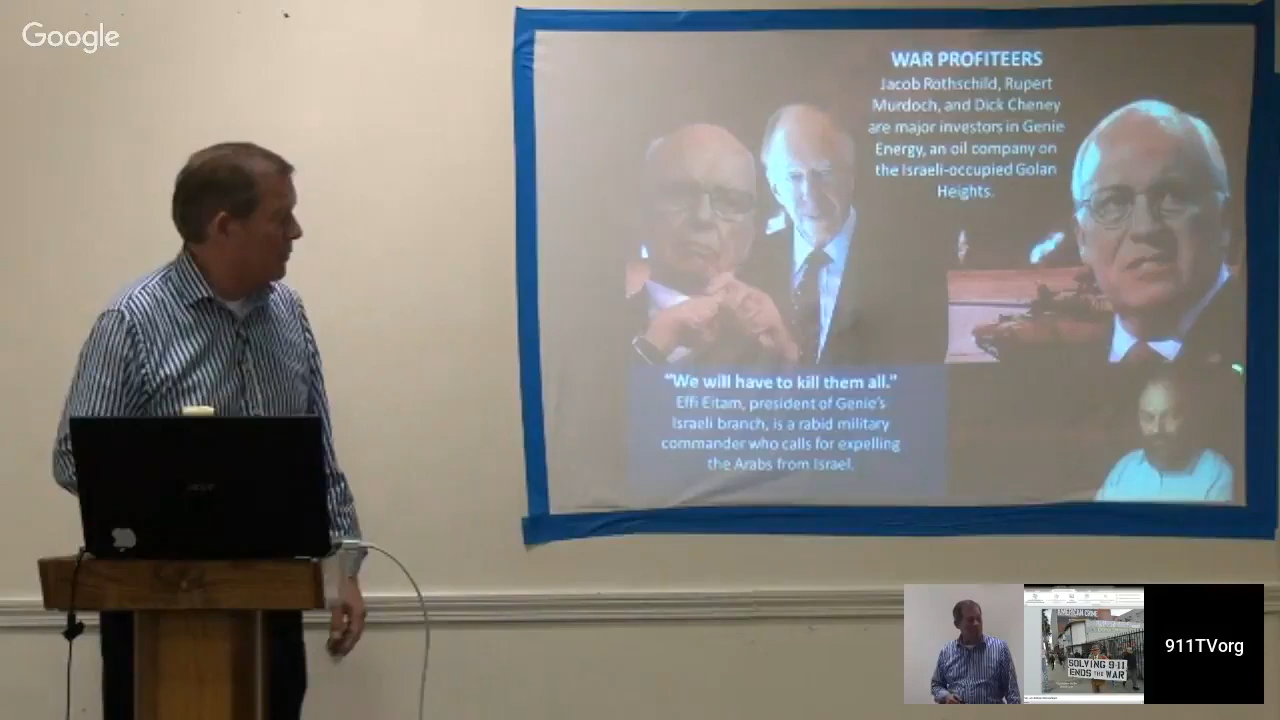 Google
WAR PROFITEERS
Jacob Rothschild, Rupert
Murdoch, and Dick Cheney
are major investors in Genie
Energy, an oil company on
the Israeli-occupied Golan
Heights.
"We will have to kill them all."
Effi Eitam, president of Genie's
Israeli branch, is a rabid military
commander who calls for expelling
the Arabs from Israel.
acer
AMERICAN CRIME
SOLVING 9-11
ENDS THE WAR
911TVorg